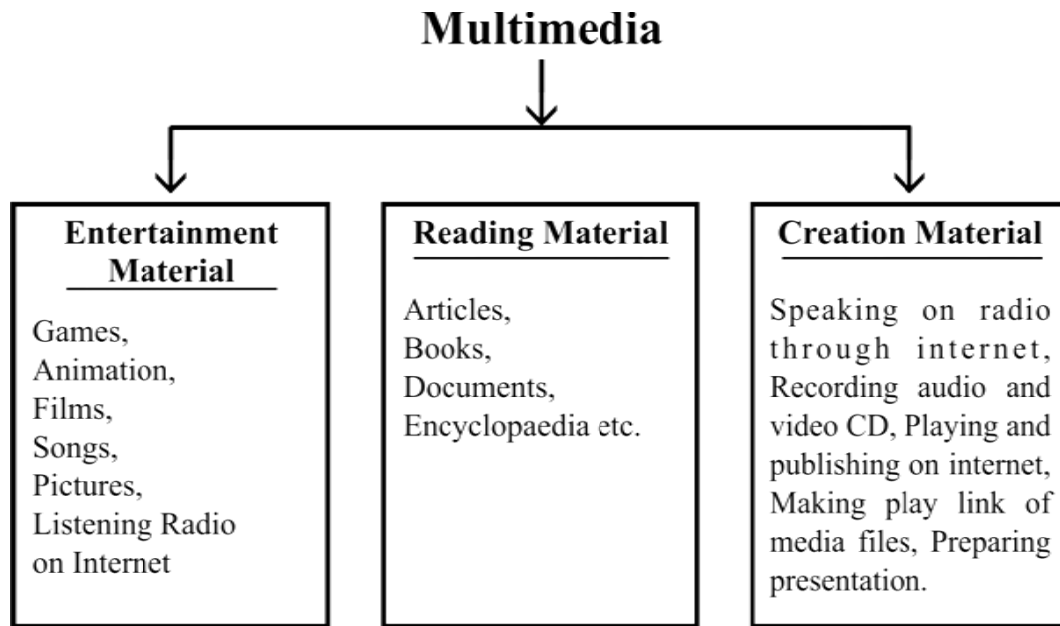 Multimedia
Entertainment
Material
Games,
Animation,
Films,
Songs,
Pictures,
Listening Radio
on Internet
Reading Material
Articles,
Books,
Documents,
Encyclopaedia etc.
Creation Material
Speaking on radio
through internet,
Recording audio and
video CD, Playing and
publishing on internet,
Making play link of
media files, Preparing
presentation.